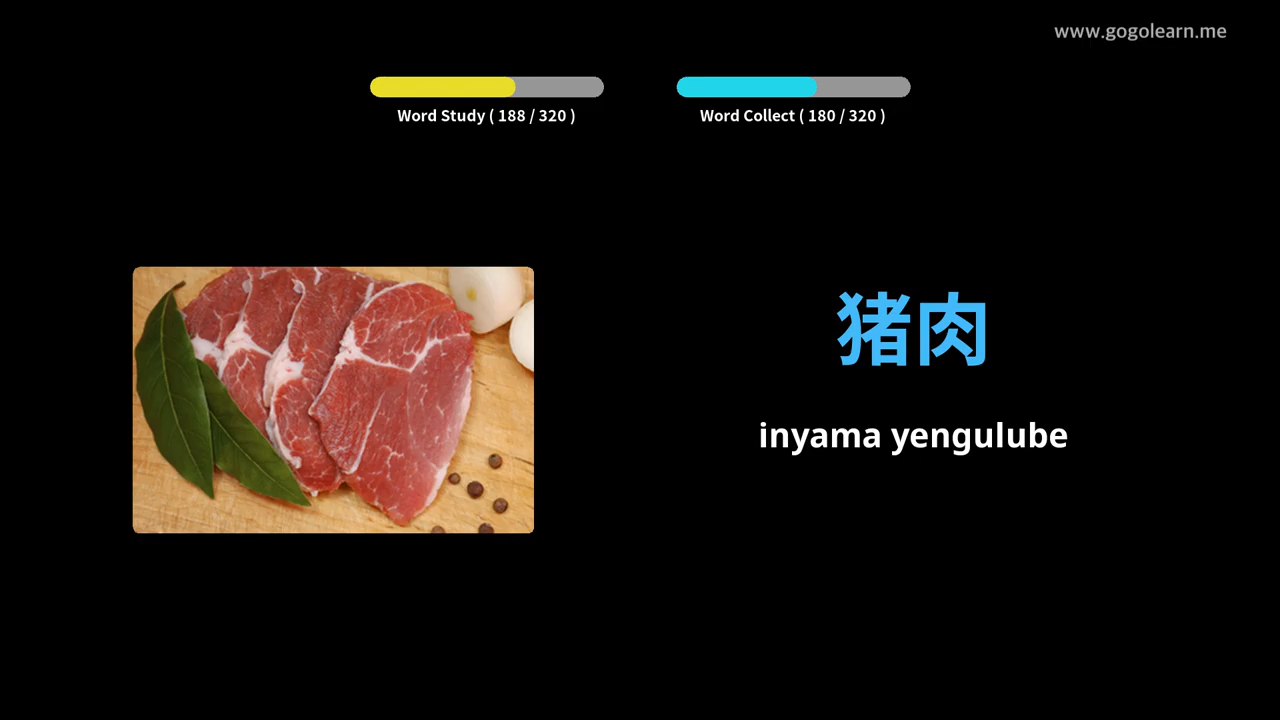 www.gogolearn.me
Word Study ( 188 / 320 )
Word Collect ( 180 / 320 )
猪肉
inyama yengulube